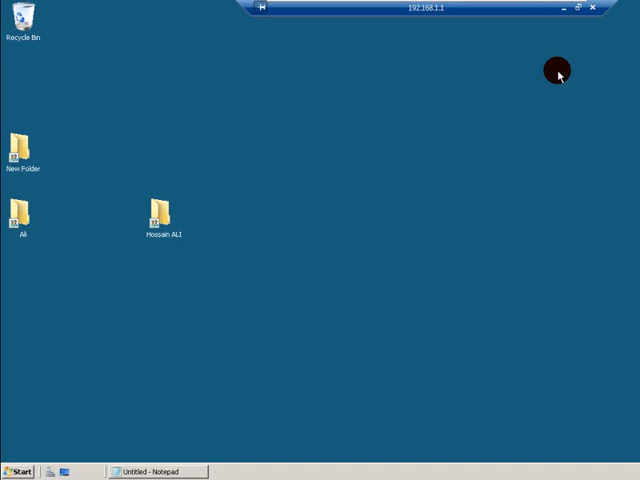 192.168.1.1
Recycle Bin
New Folder
Ali
Hossain ALI
Start
Untitled - Notepad